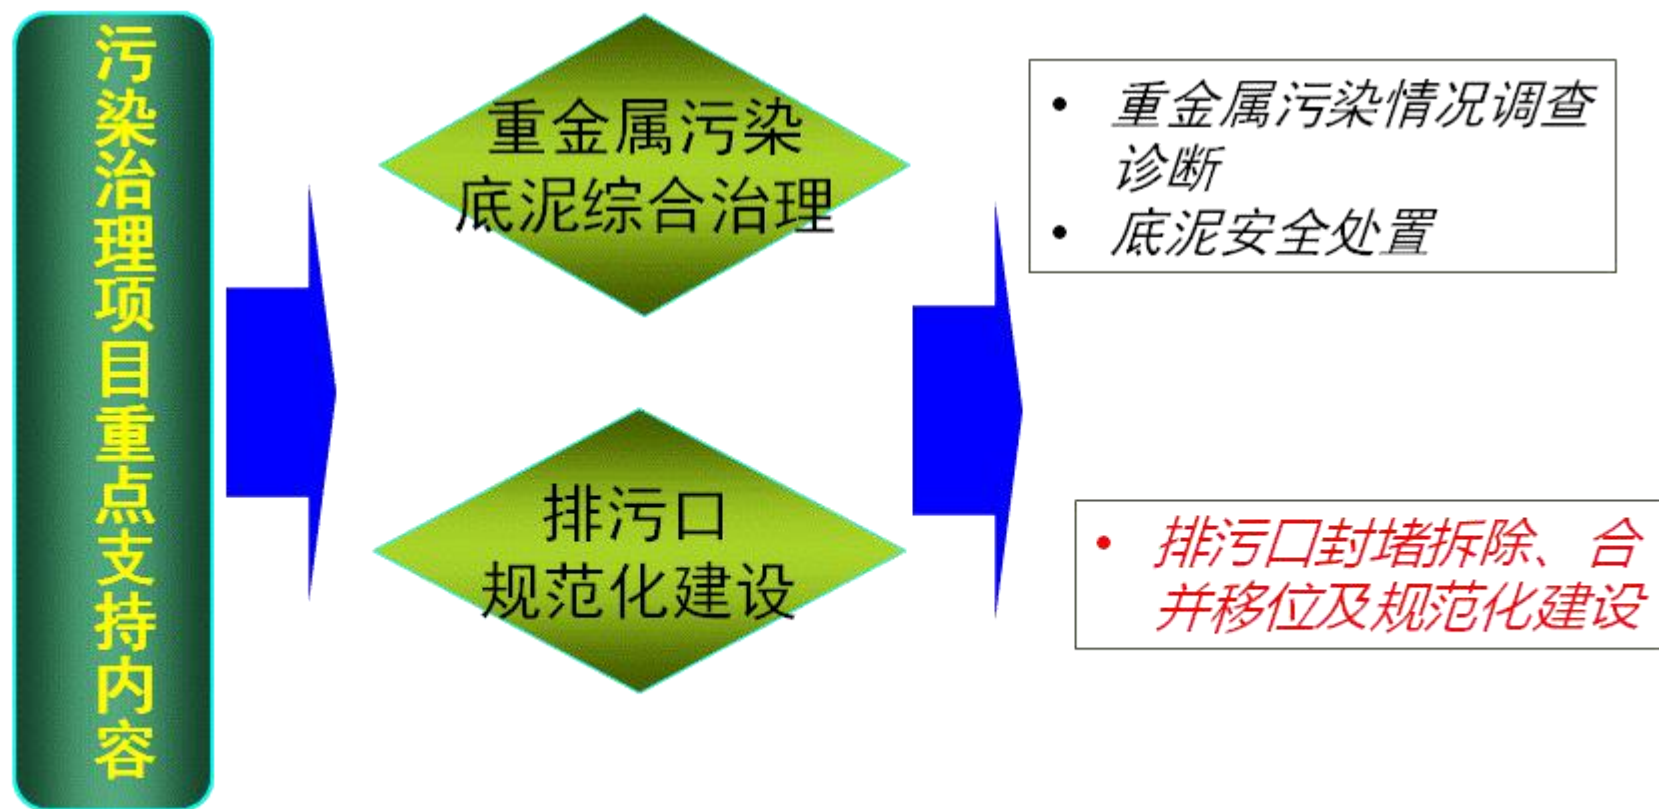 污染治理项目重点支持内容
重金属污染
底泥综合治理
• 重金属污染情况调查
诊断
• 底泥安全处置
排污口
规范化建设
• 排污口封堵拆除、合
并移位及规范化建设